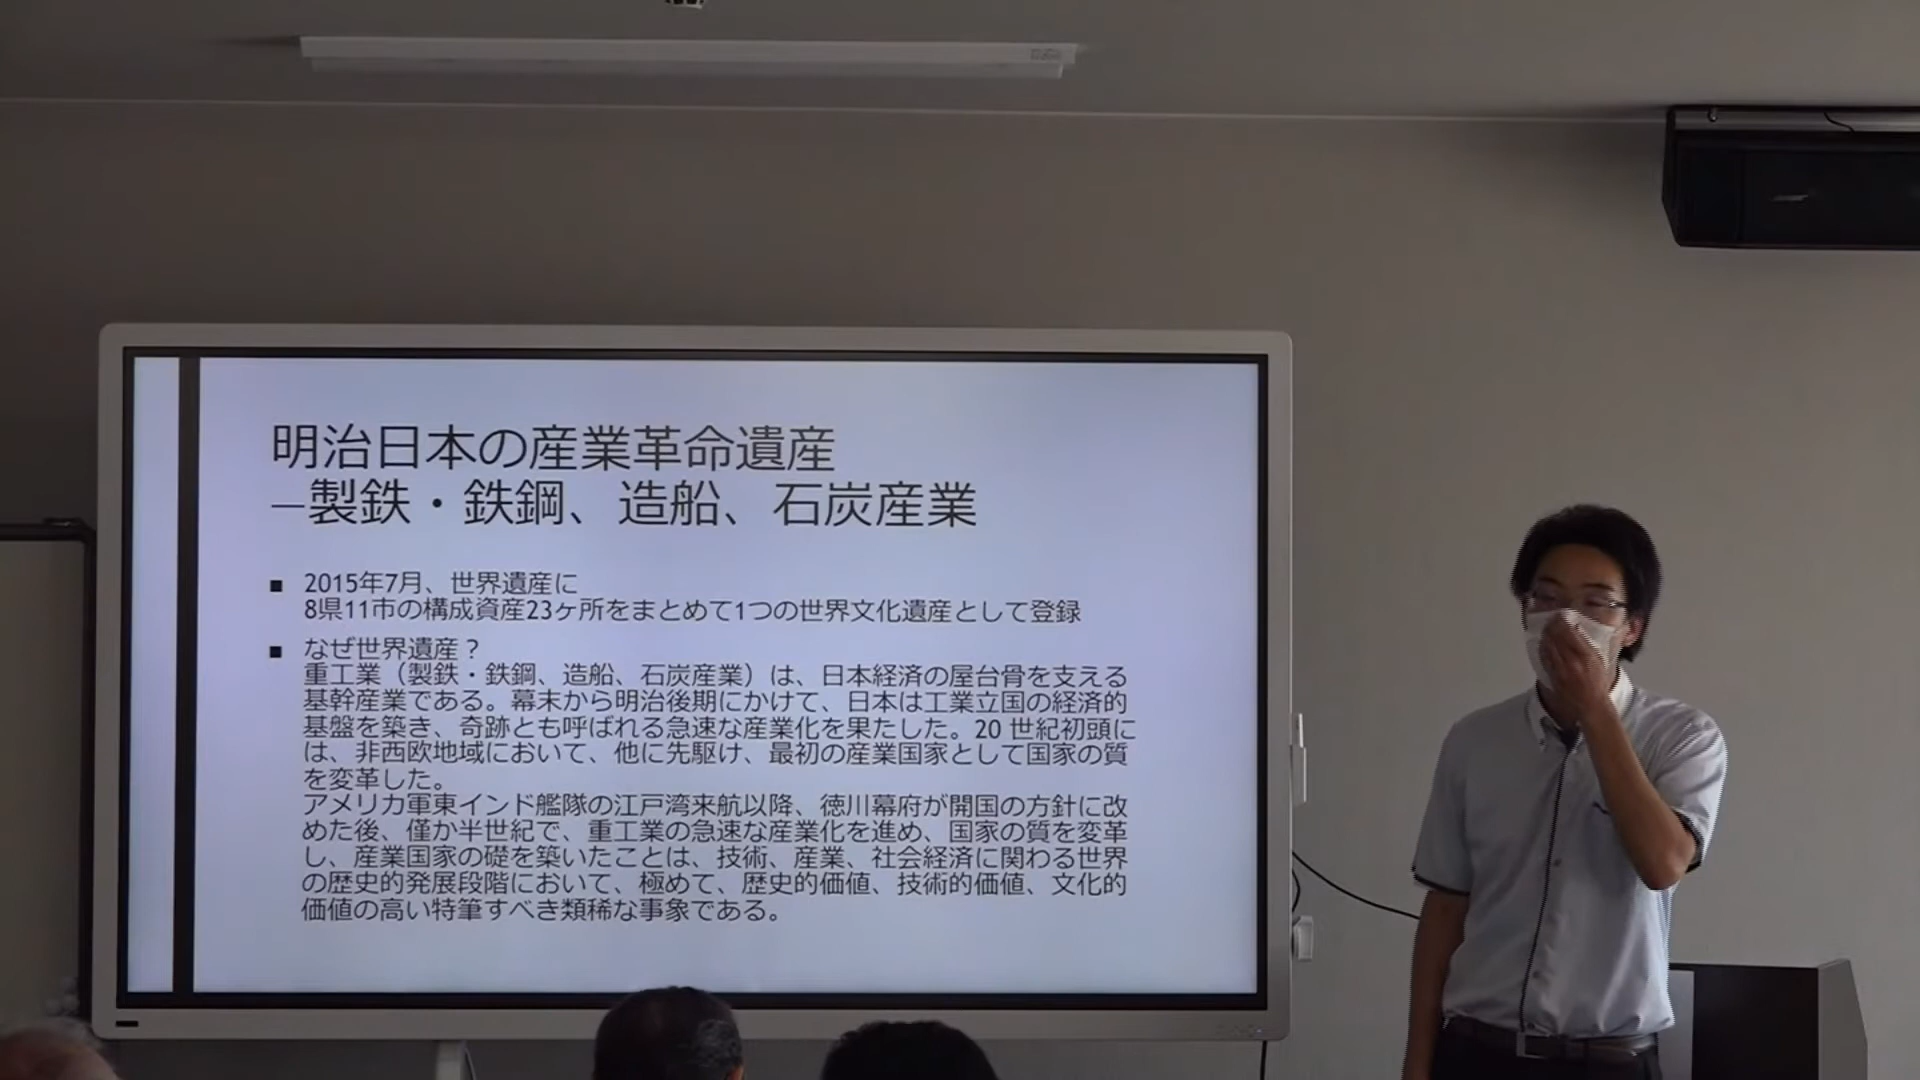 明治日本の産業革命遺産
―製鉄・鉄鋼、造船、石炭産業
■ 2015年7月、世界遺産に
8県11市の構成資産23ヶ所をまとめて1つの世界文化遺産として登録
■ なぜ世界遺産？
重工業（製鉄・鉄鋼、造船、石炭産業）は、日本経済の屋台骨を支える
基幹産業である。幕末から明治後期にかけて、日本は工業立国の経済的
基盤を築き、奇跡とも呼ばれる急速な産業化を果たした。20 世紀初頭に
は、非西欧地域において、他に先駆け、最初の産業国家として国家の質
を変革した。
アメリカ軍東インド艦隊の江戸湾来航以降、徳川幕府が開国の方針に改
めた後、僅か半世紀で、重工業の急速な産業化を進め、国家の質を変革
し、産業国家の礎を築いたことは、技術、産業、社会経済に関わる世界
の歴史的発展段階において、極めて、歴史的価値、技術的価値、文化的
価値の高い特筆すべき類稀な事象である。